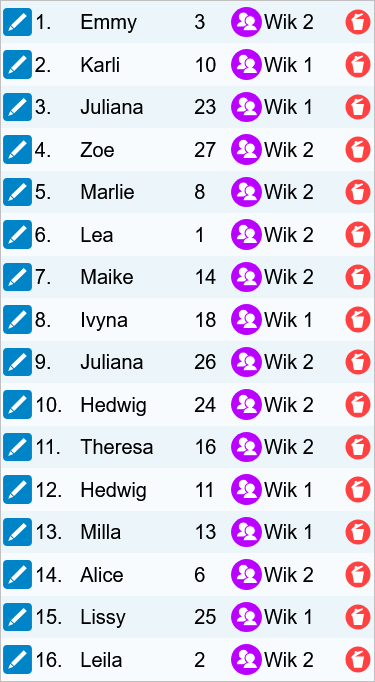 1. Emmy 3 Wik 2
2. Karli 10 Wik 1
3. Juliana 23 Wik 1
4. Zoe 27 Wik 2
5. Marlie 8 Wik 2
6. Lea 1 Wik 2
7. Maike 14 Wik 2
8. Ivyna 18 Wik 1
9. Juliana 26 Wik 2
10. Hedwig 24 Wik 2
11. Theresa 16 Wik 2
12. Hedwig 11 Wik 1
13. Milla 13 Wik 1
14. Alice 6 Wik 2
15. Lissy 25 Wik 1
16. Leila 2 Wik 2